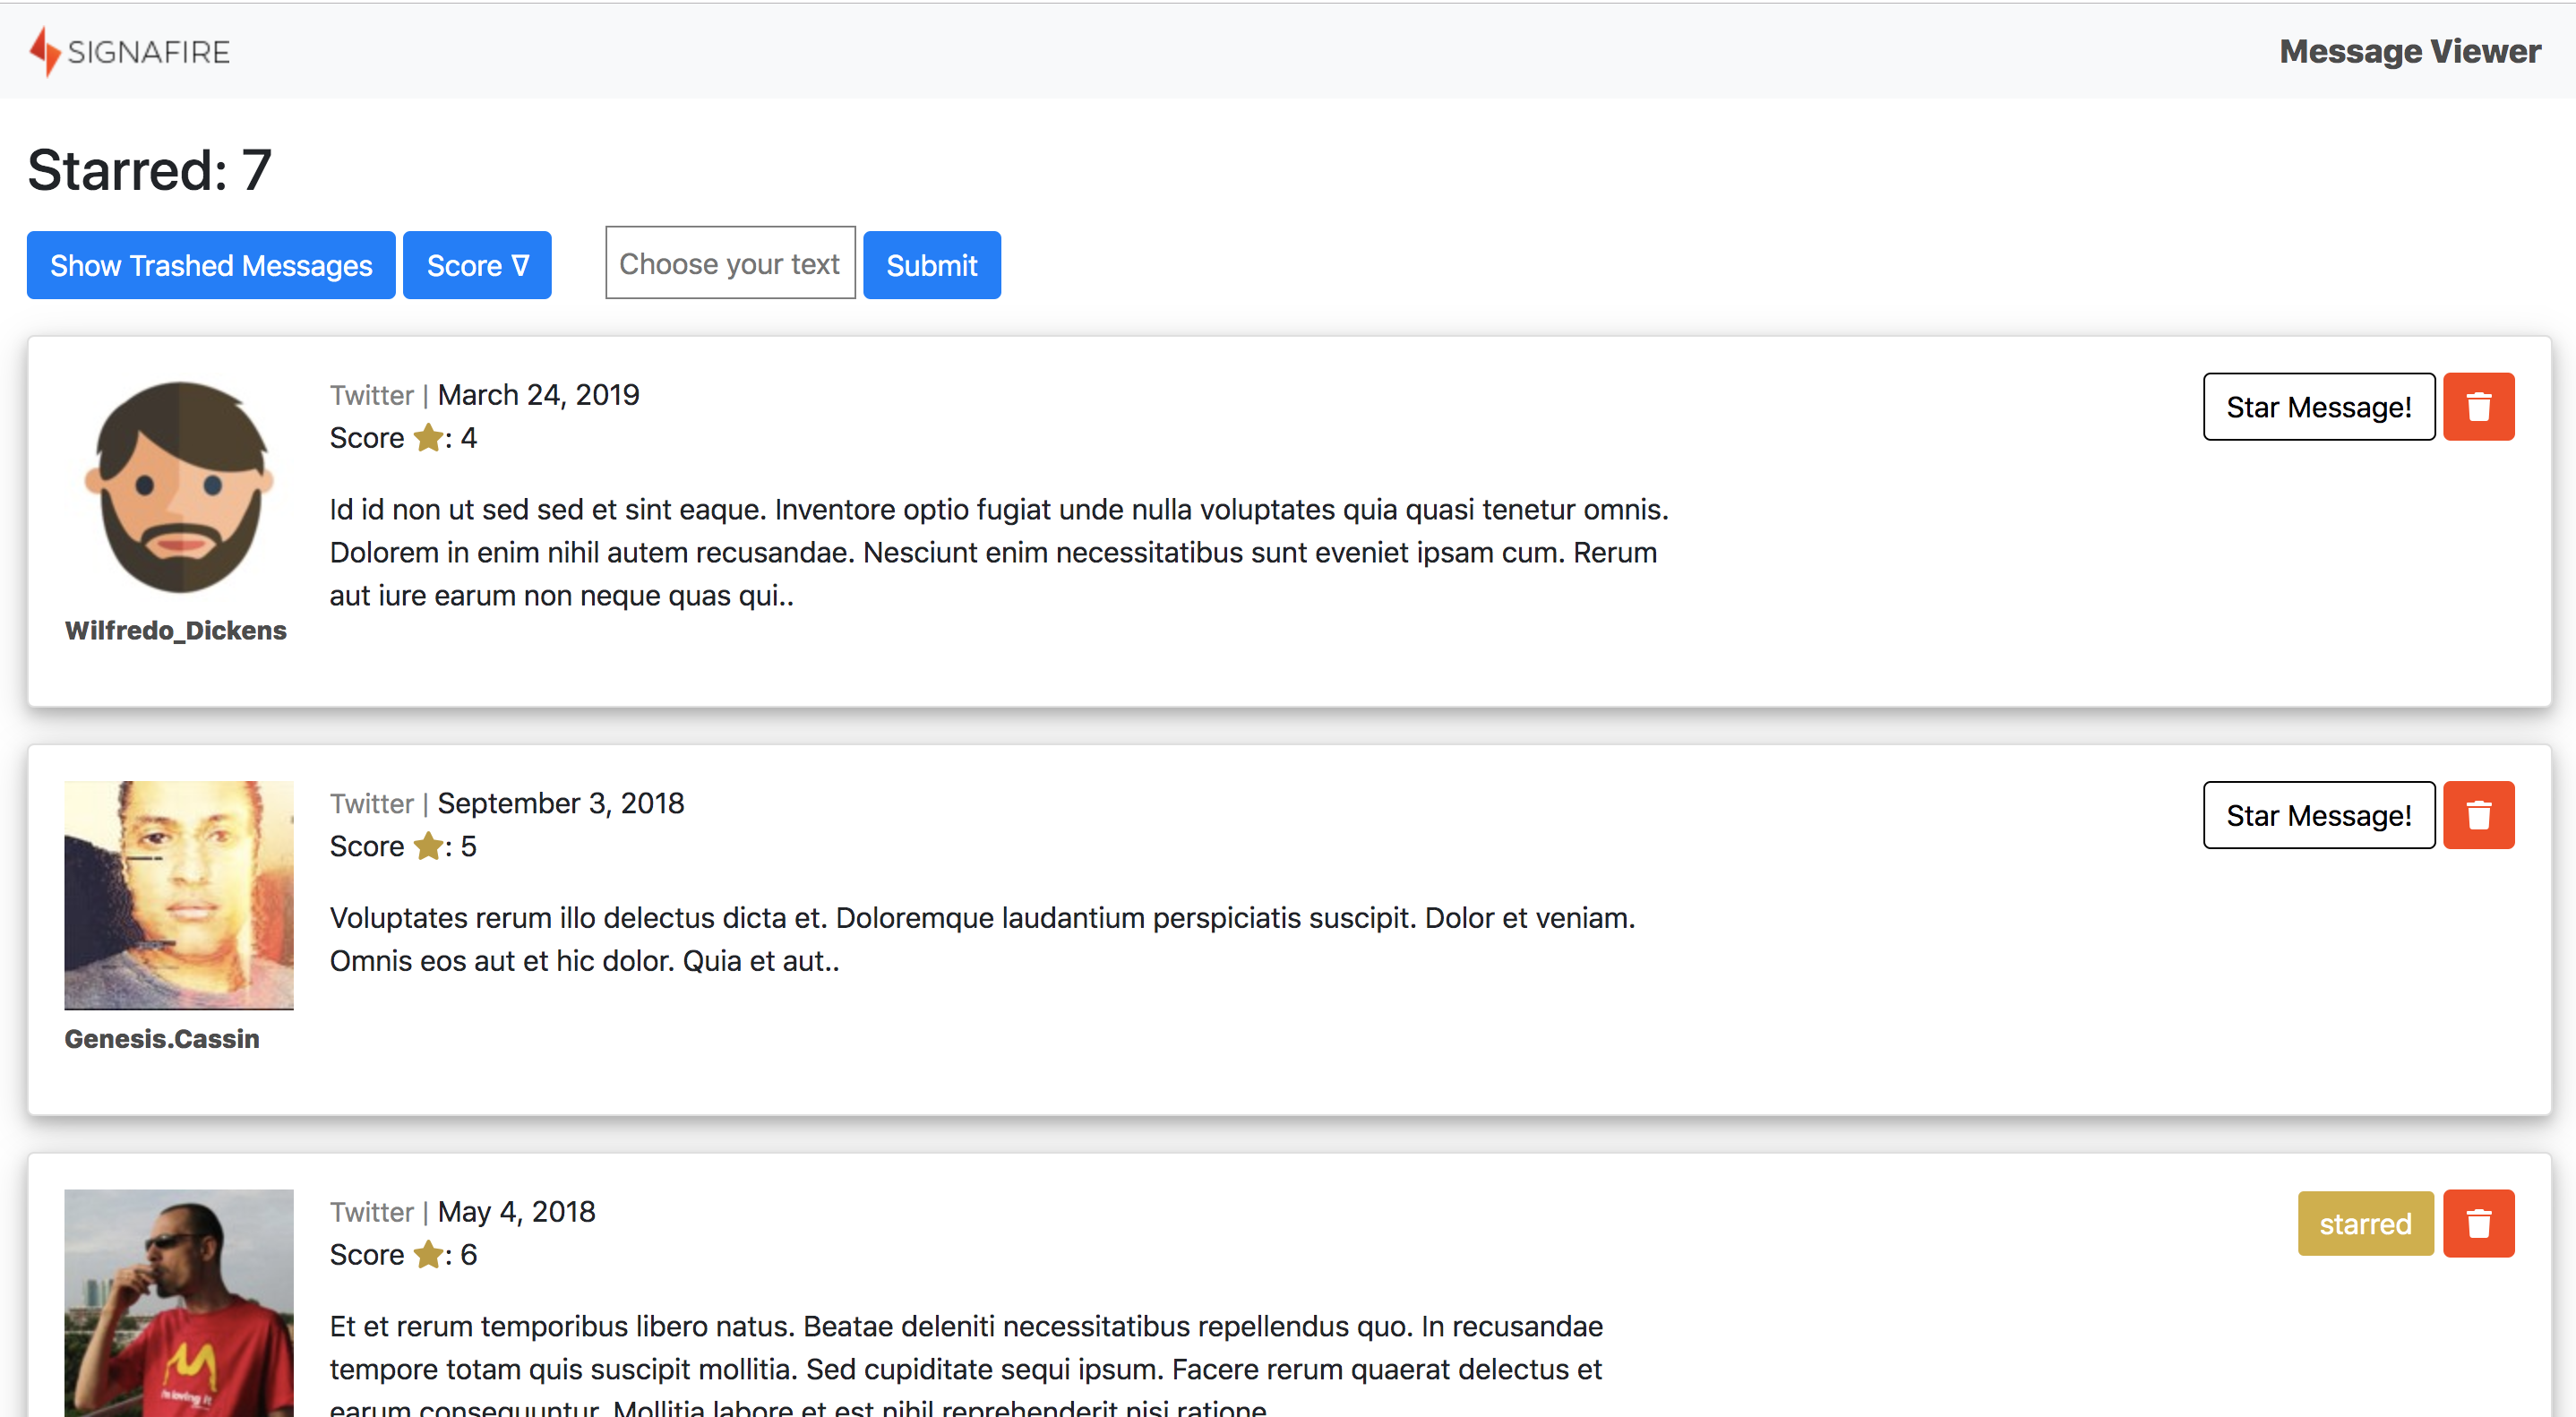 SIGNAFIRE
Message Viewer
Starred: 7
Show Trashed Messages
Score ∇
Choose your text
Submit
Twitter | March 24, 2019
Score ★: 4
Star Message!
Id id non ut sed sed et sint eaque. Inventore optio fugiat unde nulla voluptates quia quasi tenetur omnis.
Dolorem in enim nihil autem recusandae. Nesciunt enim necessitatibus sunt eveniet ipsam cum. Rerum
aut iure earum non neque quas qui..
Wilfredo_Dickens
Twitter | September 3, 2018
Score ★: 5
Star Message!
Voluptates rerum illo delectus dicta et. Doloremque laudantium perspiciatis suscipit. Dolor et veniam.
Omnis eos aut et hic dolor. Quia et aut..
Genesis.Cassin
Twitter | May 4, 2018
Score ★: 6
starred
Et et rerum temporibus libero natus. Beatae deleniti necessitatibus repellendus quo. In recusandae
tempore totam quis suscipit mollitia. Sed cupiditate sequi ipsum. Facere rerum quaerat delectus et
earum consequuntur. Mollitia labore et est nihil reprehenderit nisi ratione
i'm loving it